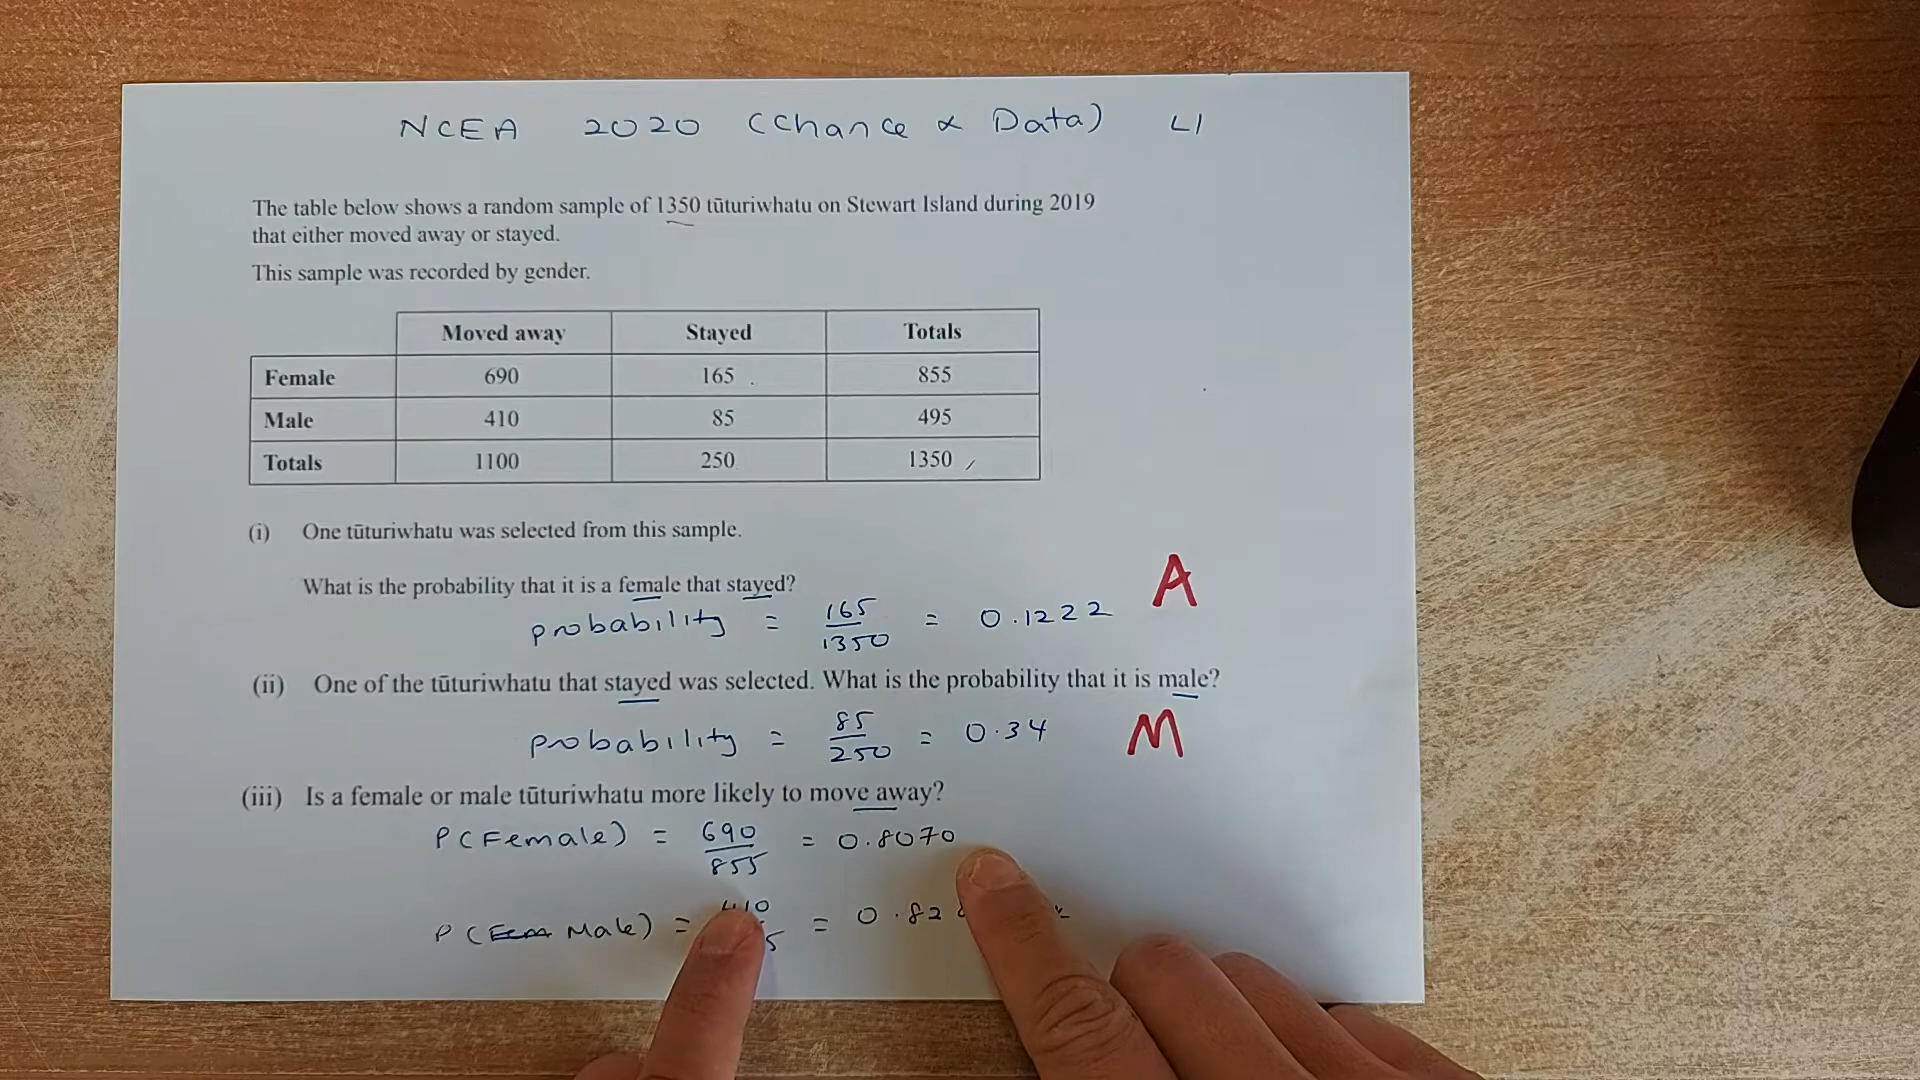 NCEA 2020 (Chance & Data) L1
The table below shows a random sample of 1350 tūturiwhatu on Stewart Island during 2019
that either moved away or stayed.
This sample was recorded by gender.
Moved away Stayed Totals
Female 690 165 855
Male 410 85 495
Totals 1100 250 1350
(i) One tūturiwhatu was selected from this sample.
What is the probability that it is a female that stayed?
probability = 165/1350 = 0.1222 A
(ii) One of the tūturiwhatu that stayed was selected. What is the probability that it is male?
probability = 85/250 = 0.34 M
(iii) Is a female or male tūturiwhatu more likely to move away?
P(Female) = 690/855 = 0.8070
P(Male) = = 0.82